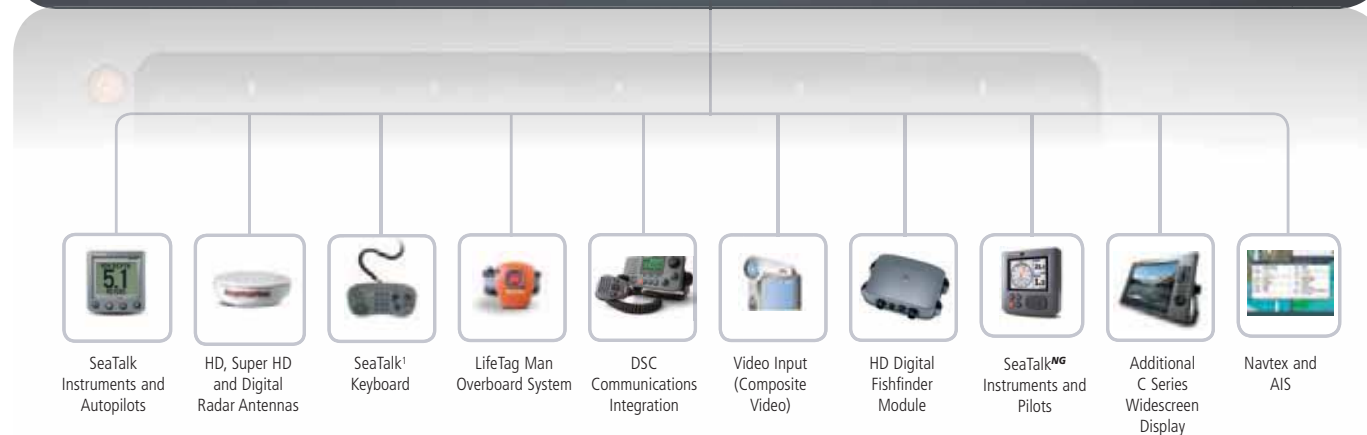 5.1
SeaTalk
Instruments and
Autopilots
HD, Super HD
and Digital
Radar Antennas
SeaTalk¹
Keyboard
LifeTag Man
Overboard System
DSC
Communications
Integration
Video Input
(Composite
Video)
HD Digital
Fishfinder
Module
SeaTalkNG
Instruments and
Pilots
Additional
C Series
Widescreen
Display
Navtex and
AIS